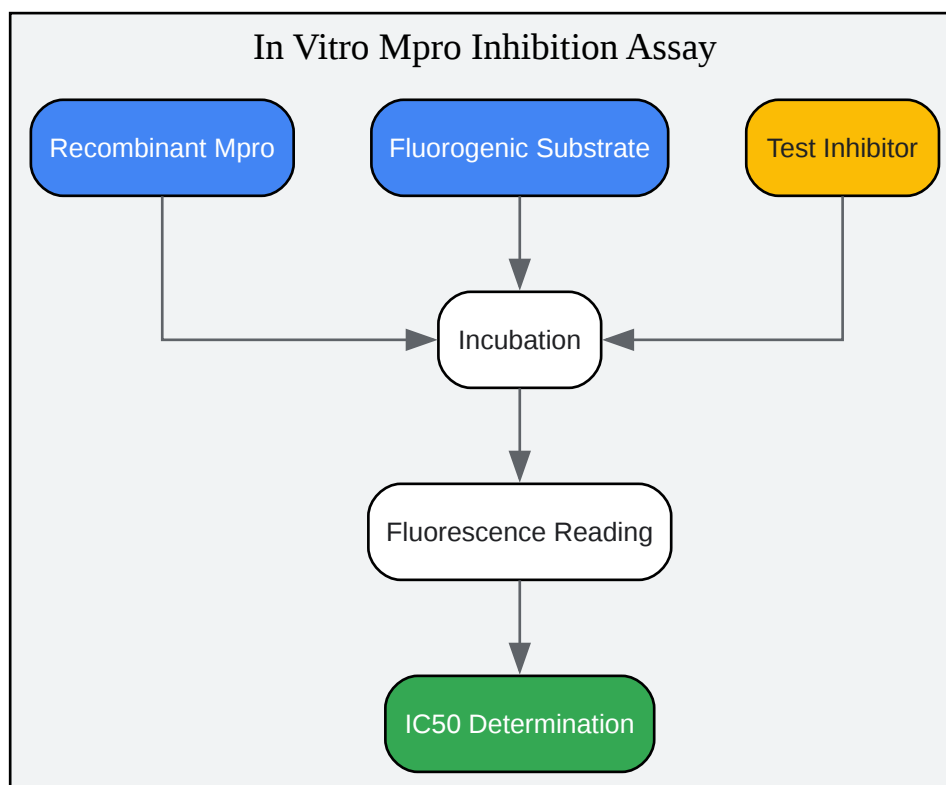 In Vitro Mpro Inhibition Assay
Recombinant Mpro
Fluorogenic Substrate
Test Inhibitor
Incubation
Fluorescence Reading
IC50 Determination